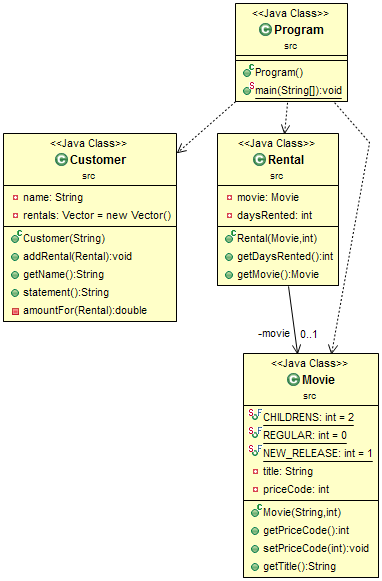 <<Java Class>>
Program
src
Program()
main(String[]):void
<<Java Class>>
Customer
src
name: String
rentals: Vector = new Vector()
Customer(String)
addRental(Rental):void
getName():String
statement():String
amountFor(Rental):double
<<Java Class>>
Rental
src
movie: Movie
daysRented: int
Rental(Movie,int)
getDaysRented():int
getMovie():Movie
-movie 0..1
<<Java Class>>
Movie
src
CHILDRENS: int = 2
REGULAR: int = 0
NEW_RELEASE: int = 1
title: String
priceCode: int
Movie(String,int)
getPriceCode():int
setPriceCode(int):void
getTitle():String